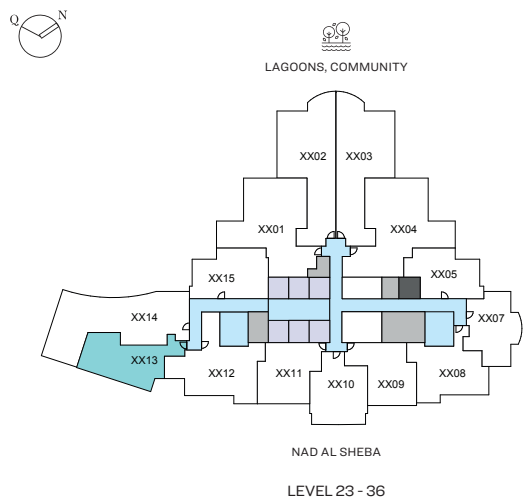 Q N
LAGOONS, COMMUNITY
XX02 XX03
XX01 XX04
XX15 XX05
XX14 XX07
XX13 XX12 XX11 XX10 XX09 XX08
NAD AL SHEBA
LEVEL 23 - 36